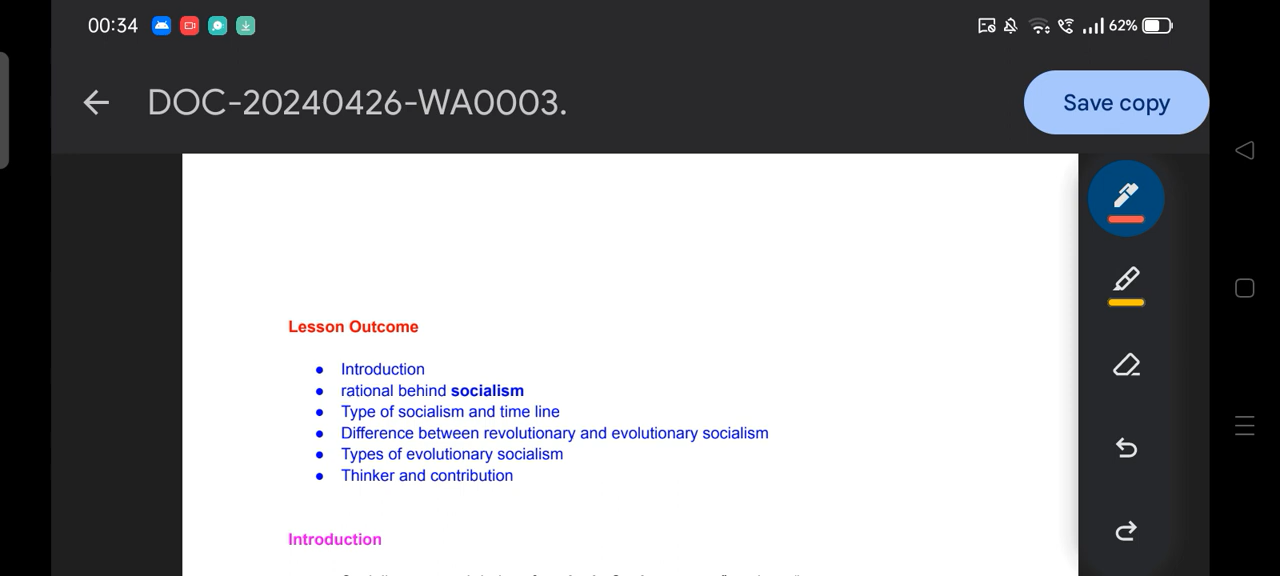 00:34
62%
DOC-20240426-WA0003.
Save copy
Lesson Outcome
● Introduction
● rational behind socialism
● Type of socialism and time line
● Difference between revolutionary and evolutionary socialism
● Types of evolutionary socialism
● Thinker and contribution
Introduction